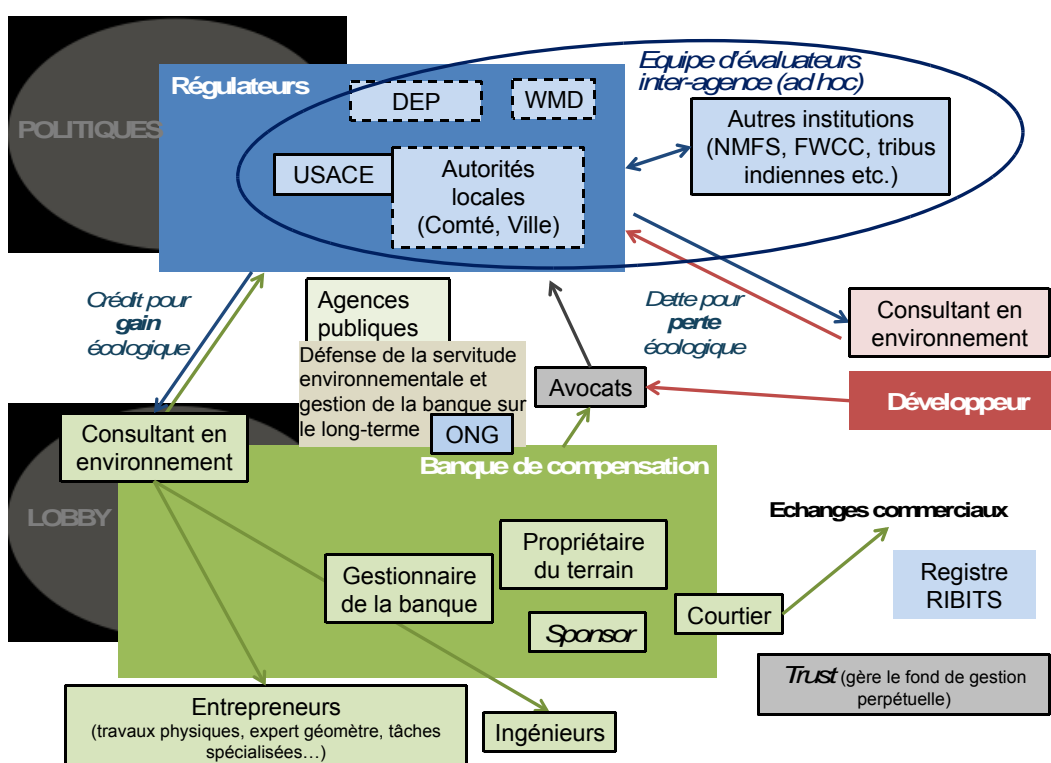 Equipe d'évaluateurs
inter-agence (ad hoc)
Régulateurs
DEP
WMD
POLITIQUES
Autres institutions
(NMFS, FWCC, tribus
indiennes etc.)
USACE
Autorités
locales
(Comté, Ville)
Crédit pour
gain
écologique
Agences
publiques
Dette pour
perte
écologique
Consultant en
environnement
Défense de la servitude
environnementale et
gestion de la banque sur
le long-terme
ONG
Avocats
Développeur
Consultant en
environnement
Banque de compensation
LOBBY
Echanges commerciaux
Propriétaire
du terrain
Gestionnaire
de la banque
Registre
RIBITS
Courtier
Sponsor
Trust (gère le fond de gestion
perpétuelle)
Entrepreneurs
(travaux physiques, expert géomètre, tâches
spécialisées…)
Ingénieurs